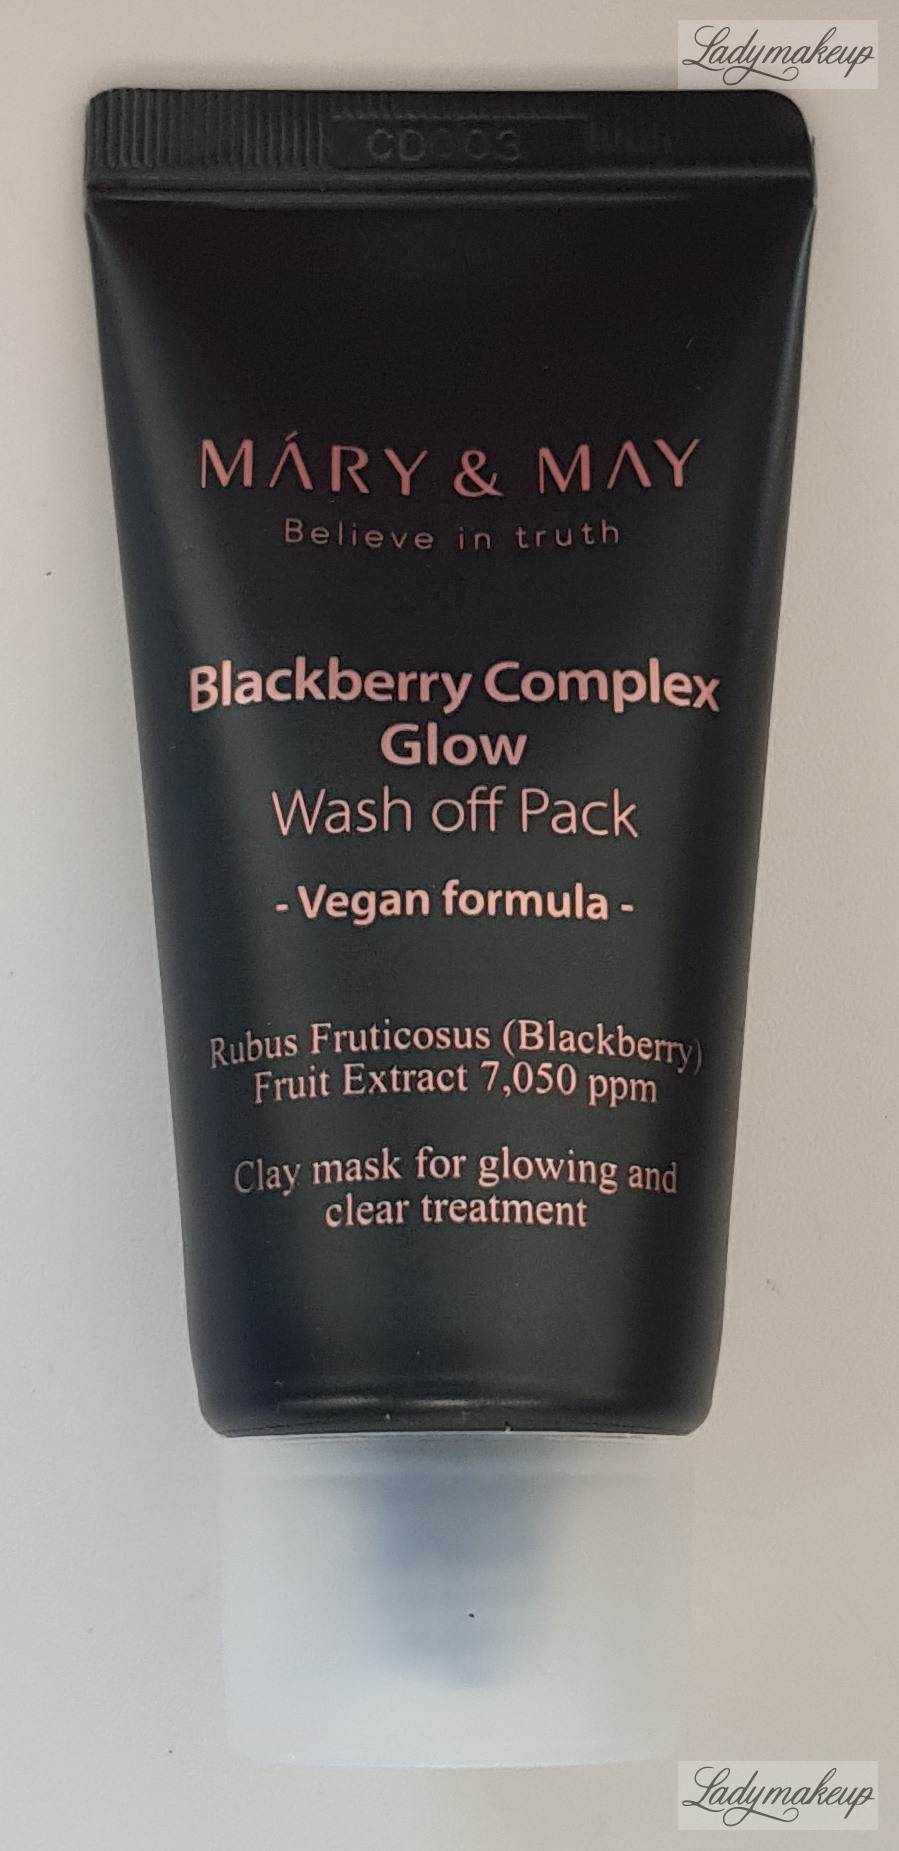 Ladymakeup
CD003
MÁRY & MAY
Believe in truth
Blackberry Complex
Glow
Wash off Pack
- Vegan formula -
Rubus Fruticosus (Blackberry)
Fruit Extract 7,050 ppm
Clay mask for glowing and
clear treatment
Ladymakeup